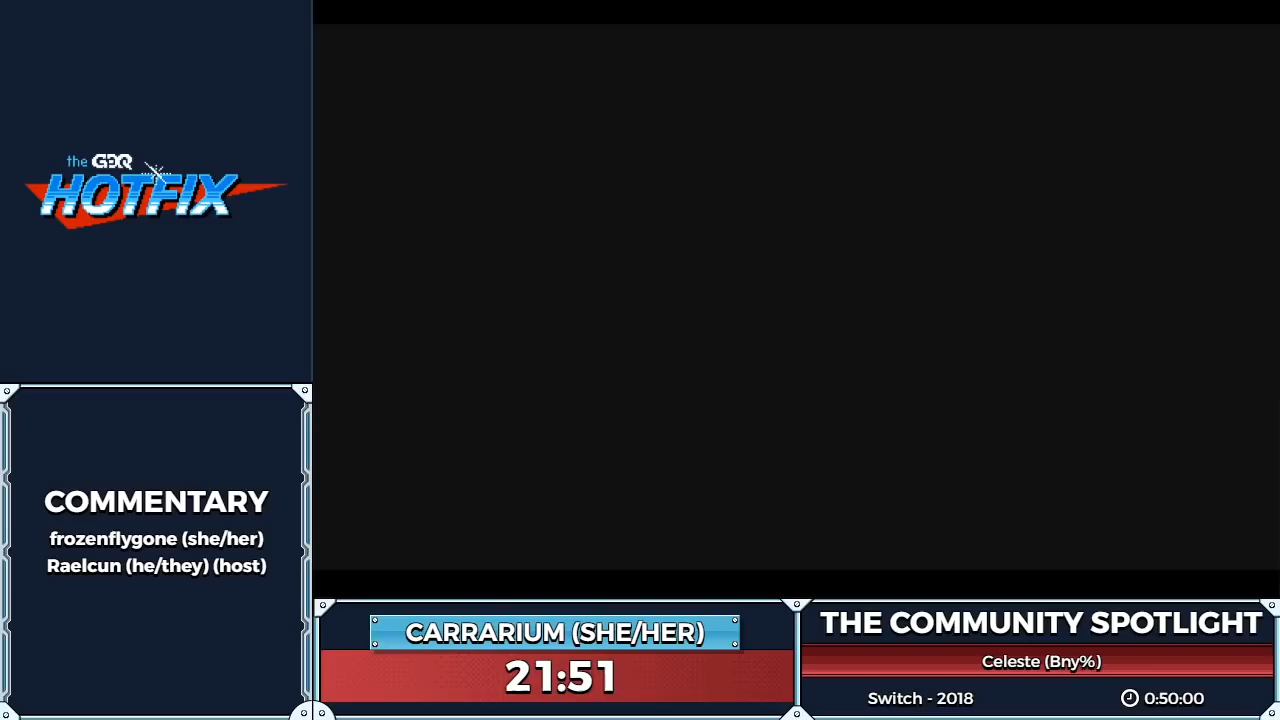 the GDQ
HOTFIX
COMMENTARY
frozenflygone (she/her)
Raelcun (he/they) (host)
CARRARIUM (SHE/HER)
21:51
THE COMMUNITY SPOTLIGHT
Celeste (Bny%)
Switch - 2018
0:50:00